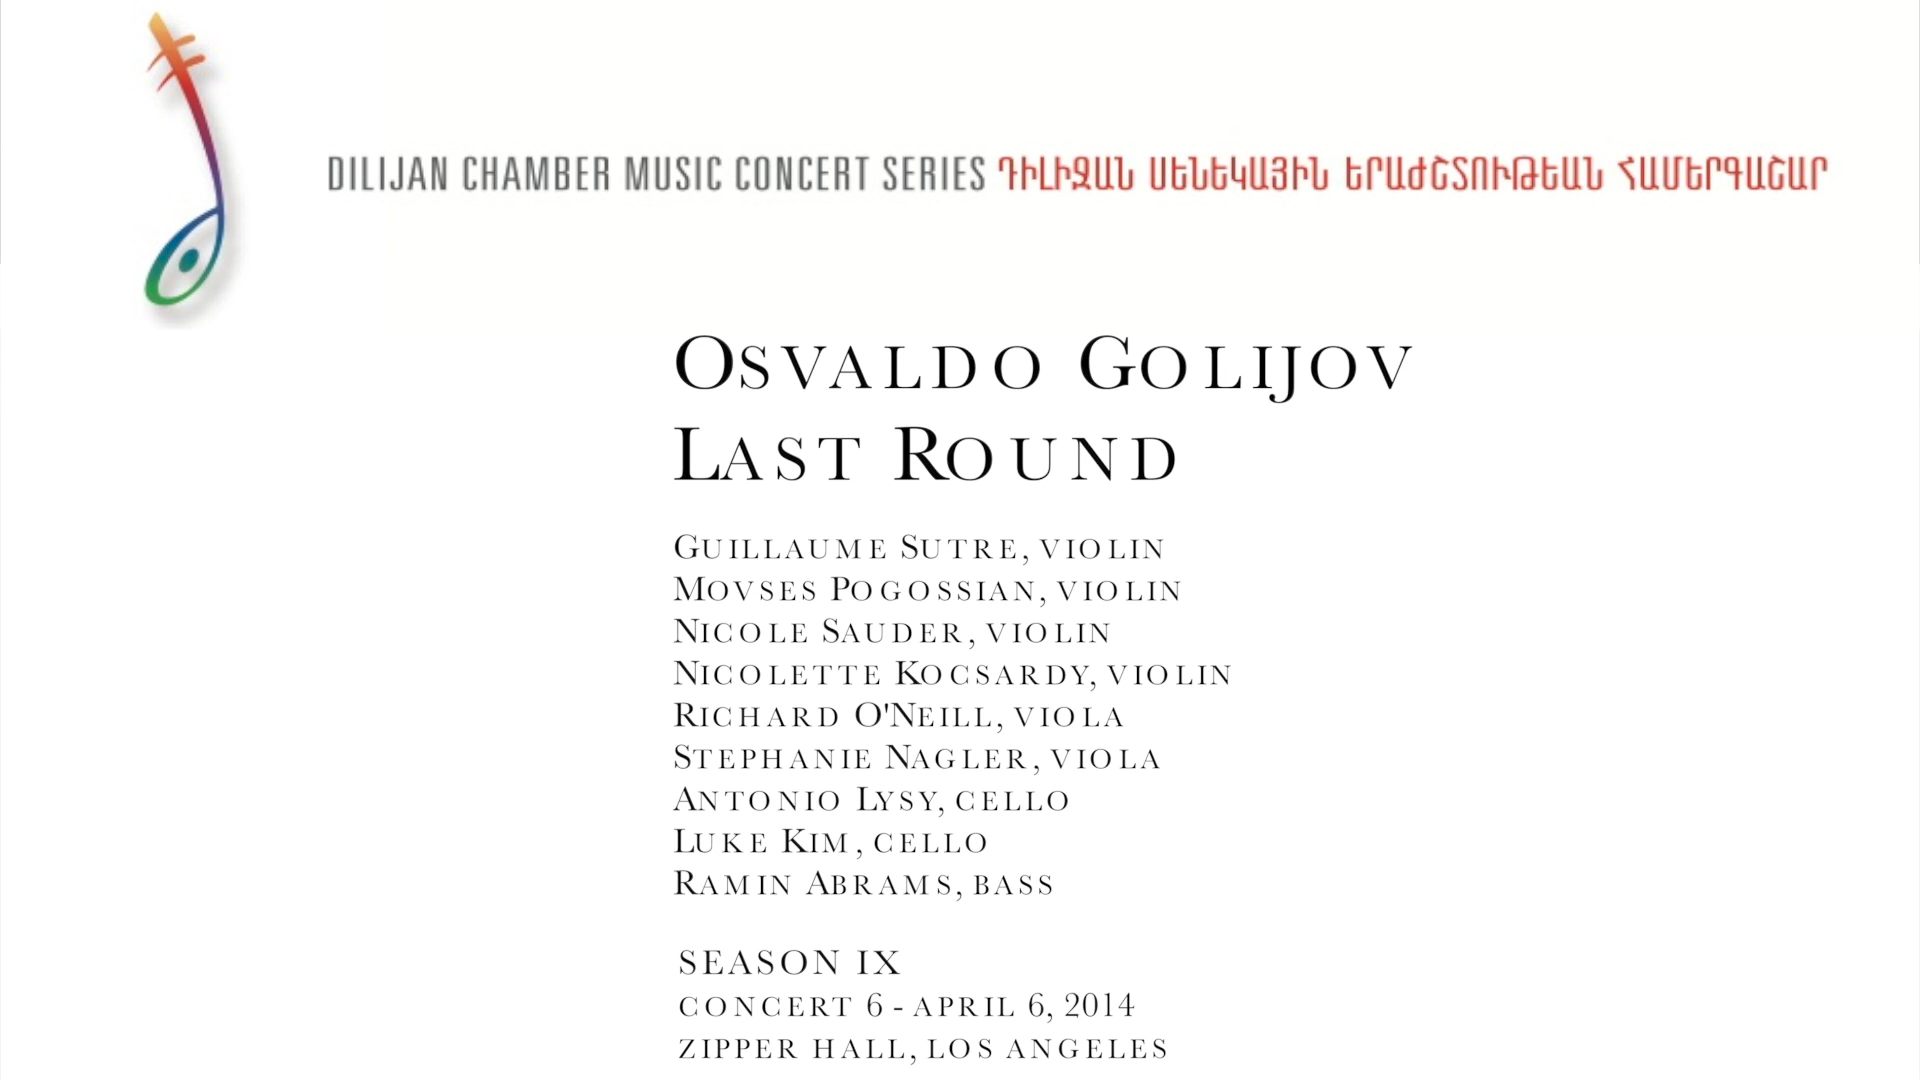 DILIJAN CHAMBER MUSIC CONCERT SERIES ԴԻԼԻՋԱՆ ՍԵՆԵԿԱՅԻՆ ԵՐԱԺՇՏՈՒԹԵԱՆ ՀԱՄԵՐԳԱՇԱՐ
OSVALDO GOLIJOV
LAST ROUND
GUILLAUME SUTRE, VIOLIN
MOVSES POGOSSIAN, VIOLIN
NICOLE SAUDER, VIOLIN
NICOLETTE KOCSARDY, VIOLIN
RICHARD O'NEILL, VIOLA
STEPHANIE NAGLER, VIOLA
ANTONIO LYSY, CELLO
LUKE KIM, CELLO
RAMIN ABRAMS, BASS
SEASON IX
CONCERT 6 - APRIL 6, 2014
ZIPPER HALL, LOS ANGELES